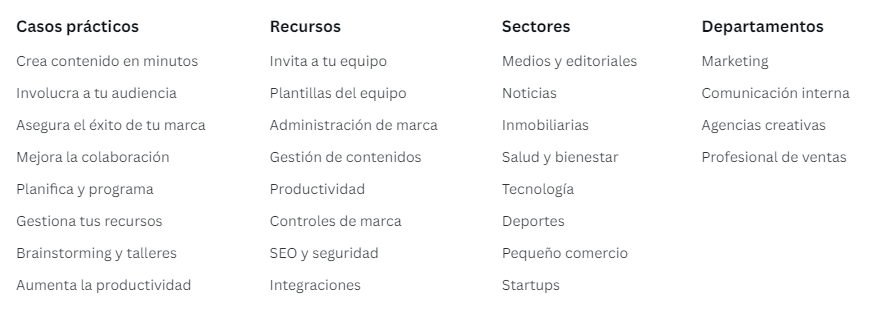 Casos prácticos
Crea contenido en minutos
Involucra a tu audiencia
Asegura el éxito de tu marca
Mejora la colaboración
Planifica y programa
Gestiona tus recursos
Brainstorming y talleres
Aumenta la productividad
Recursos
Invita a tu equipo
Plantillas del equipo
Administración de marca
Gestión de contenidos
Productividad
Controles de marca
SEO y seguridad
Integraciones
Sectores
Medios y editoriales
Noticias
Inmobiliarias
Salud y bienestar
Tecnología
Deportes
Pequeño comercio
Startups
Departamentos
Marketing
Comunicación interna
Agencias creativas
Profesional de ventas